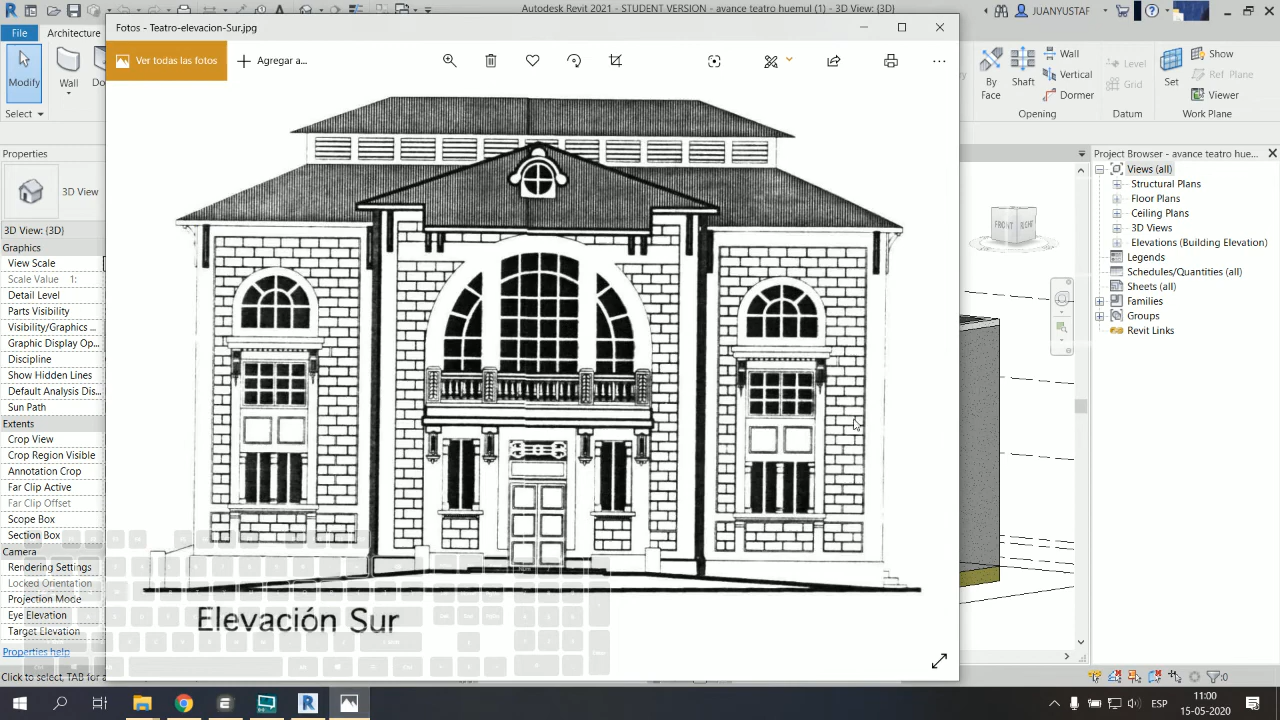 Autodesk Revit 2021 - STUDENT VERSION - avance teatro huemul (1) - 3D View: {3D}
JUANYUSTAF
Fotos - Teatro-elevacion-Sur.jpg
File
Architecture
Ver todas las fotos
Agregar a...
Modify
Wall
Select
By
Face
Shaft
Wall
Vertical
Dormer
Opening
Level
Grid
Datum
Set
Show
Ref Plane
Viewer
Work Plane
Properties
3D View
3D View: {3D}
Graphics
View Scale
Scale Value 1:
Detail Level
Parts Visibility
Visibility/Graphics ...
Graphic Display Op...
Discipline
Show Hidden Lines
Default Analysis Dis...
Sun Path
Extents
Crop View
Crop Region Visible
Annotation Crop
Far Clip Active
Far Clip Offset
Scope Box
Section Box
Camera
Rendering Settings
Locked Orientation
Projection Mode
Eye Elevation
Target Elevation
Properties help
Click to select, TAB for a
Elevación Sur
FRONT
RIGHT
Project Browser - avance teatro hue...
Views (all)
Structural Plans
Floor Plans
Ceiling Plans
3D Views
Elevations (Building Elevation)
Legends
Schedules/Quantities (all)
Sheets (all)
Families
Groups
Revit Links
:0
ESP
11:00
15-05-2020